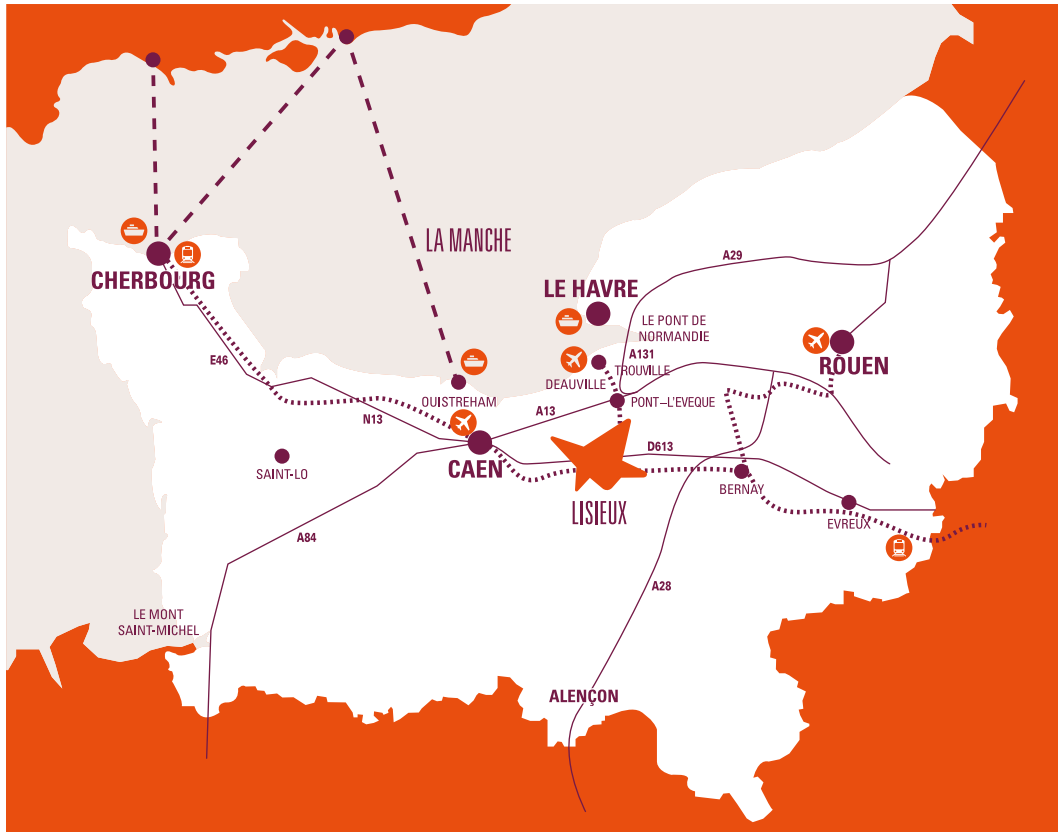 LA MANCHE
CHERBOURG
A29
LE HAVRE
LE PONT DE
NORMANDIE
E46
A131
TROUVILLE
ROUEN
DEAUVILLE
OUISTREHAM
PONT–L'EVEQUE
N13
A13
D613
CAEN
SAINT-LO
BERNAY
LISIEUX
EVREUX
A84
A28
LE MONT
SAINT-MICHEL
ALENÇON